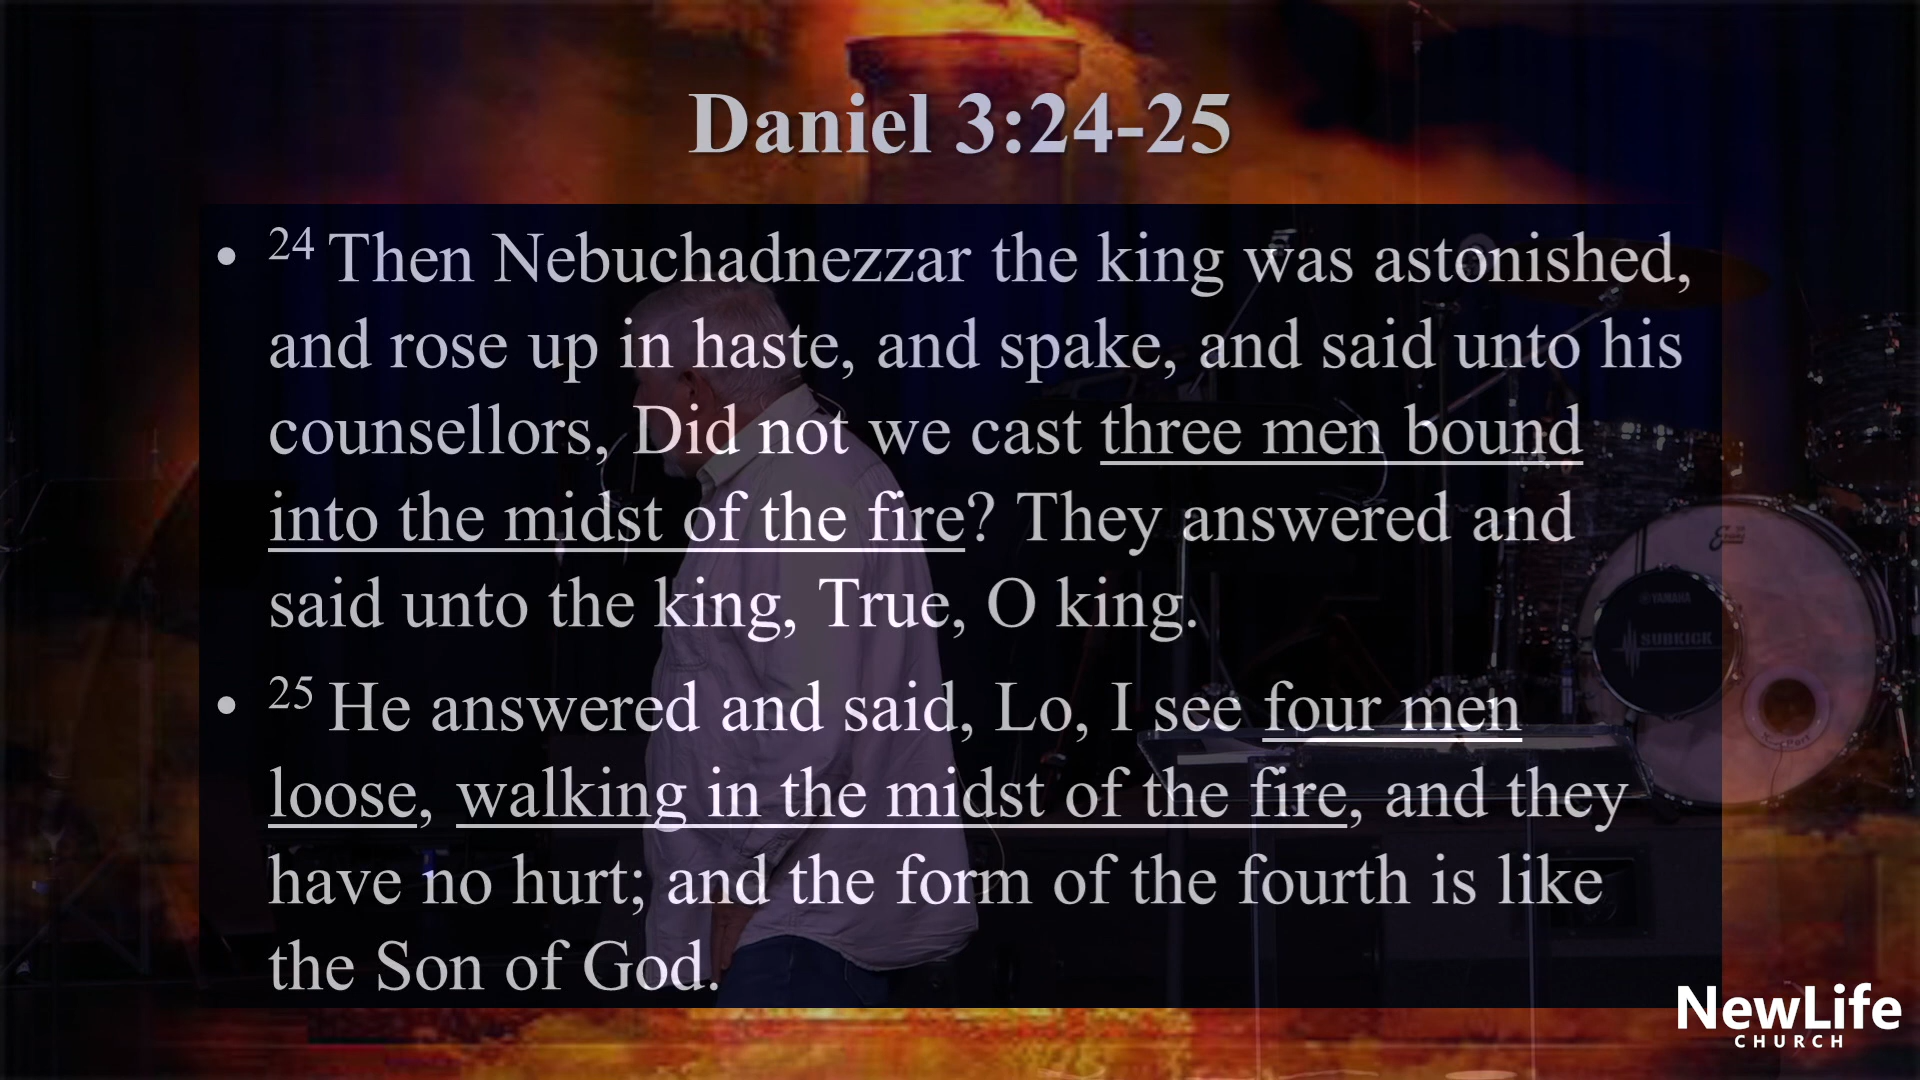 Daniel 3:24-25
• 24 Then Nebuchadnezzar the king was astonished,
and rose up in haste, and spake, and said unto his
counsellors, Did not we cast three men bound
into the midst of the fire? They answered and
said unto the king, True, O king.
• 25 He answered and said, Lo, I see four men
loose, walking in the midst of the fire, and they
have no hurt; and the form of the fourth is like
the Son of God.
YAMAHA
SUBKICK
NewLife
CHURCH